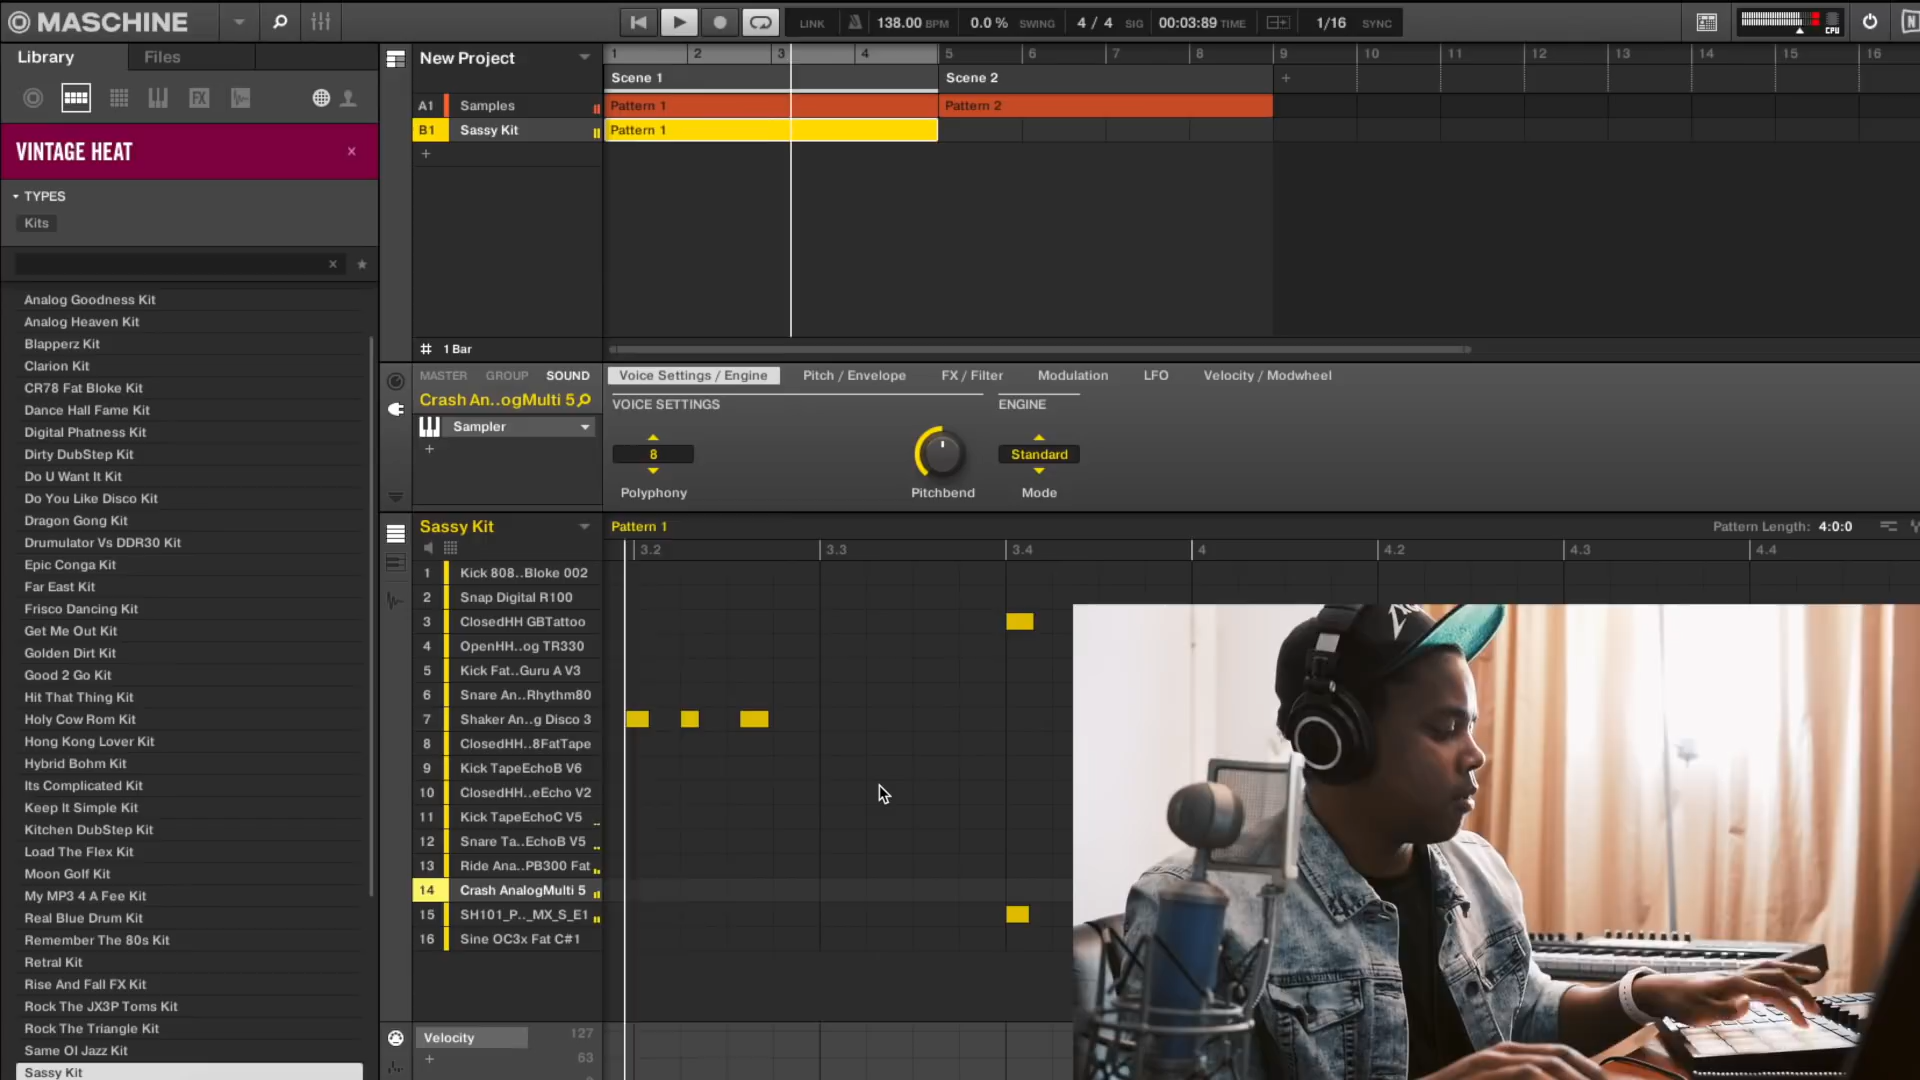 MASCHINE
LINK 138.00 BPM 0.0 % SWING 4 / 4 SIG 00:03:89 TIME 1/16 SYNC
CPU
Library Files
New Project
1 2 3 4 5 6 7 8 9 10 11 12 13 14 15 16
Scene 1 Scene 2 +
FX
A1 Samples Pattern 1 Pattern 2
B1 Sassy Kit Pattern 1
+
VINTAGE HEAT ×
TYPES
Kits
# 1 Bar
Analog Goodness Kit
Analog Heaven Kit
Blapperz Kit
Clarion Kit
CR78 Fat Bloke Kit
Dance Hall Fame Kit
Digital Phatness Kit
Dirty DubStep Kit
Do U Want It Kit
Do You Like Disco Kit
Dragon Gong Kit
Drumulator Vs DDR30 Kit
Epic Conga Kit
Far East Kit
Frisco Dancing Kit
Get Me Out Kit
Golden Dirt Kit
Good 2 Go Kit
Hit That Thing Kit
Holy Cow Rom Kit
Hong Kong Lover Kit
Hybrid Bohm Kit
Its Complicated Kit
Keep It Simple Kit
Kitchen DubStep Kit
Load The Flex Kit
Moon Golf Kit
My MP3 4 A Fee Kit
Real Blue Drum Kit
Remember The 80s Kit
Retral Kit
Rise And Fall FX Kit
Rock The JX3P Toms Kit
Rock The Triangle Kit
Same Ol Jazz Kit
Sassy Kit
MASTER GROUP SOUND
Voice Settings / Engine Pitch / Envelope FX / Filter Modulation LFO Velocity / Modwheel
Crash An..ogMulti 5
VOICE SETTINGS ENGINE
Sampler
+
8 Standard
Polyphony Pitchbend Mode
Sassy Kit Pattern 1 Pattern Length: 4:0:0
3.2 3.3 3.4 4 4.2 4.3 4.4
1 Kick 808..Bloke 002
2 Snap Digital R100
3 ClosedHH GBTattoo
4 OpenHH..og TR330
5 Kick Fat..Guru A V3
6 Snare An..Rhythm80
7 Shaker An..g Disco 3
8 ClosedHH..8FatTape
9 Kick TapeEchoB V6
10 ClosedHH..eEcho V2
11 Kick TapeEchoC V5
12 Snare Ta..EchoB V5
13 Ride Ana..PB300 Fat
14 Crash AnalogMulti 5
15 SH101_P.._MX_S_E1
16 Sine OC3x Fat C#1
Velocity 127
+ 63